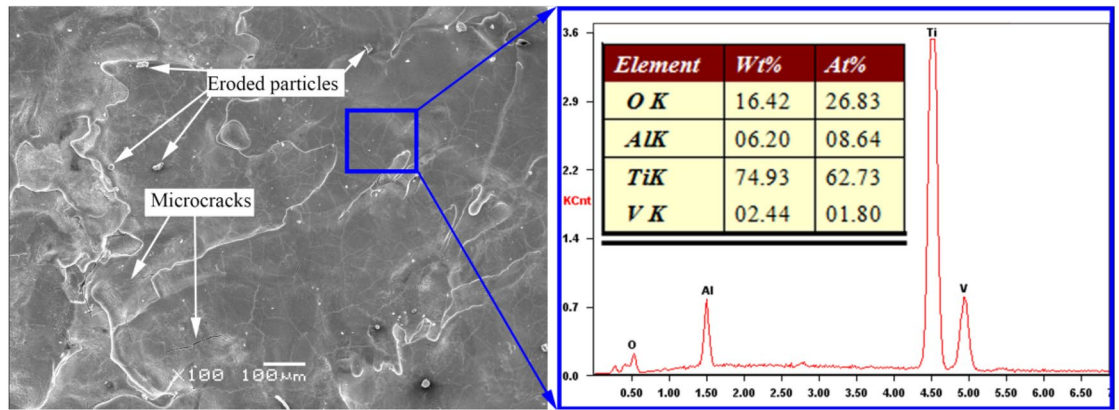 Eroded particles
Microcracks
X100 100μm
3.6
2.9
2.2
KCnt
1.4
0.7
0.0
Element Wt% At%
O K 16.42 26.83
AlK 06.20 08.64
TiK 74.93 62.73
V K 02.44 01.80
Ti
V
Al
O
0.50 1.00 1.50 2.00 2.50 3.00 3.50 4.00 4.50 5.00 5.50 6.00 6.50